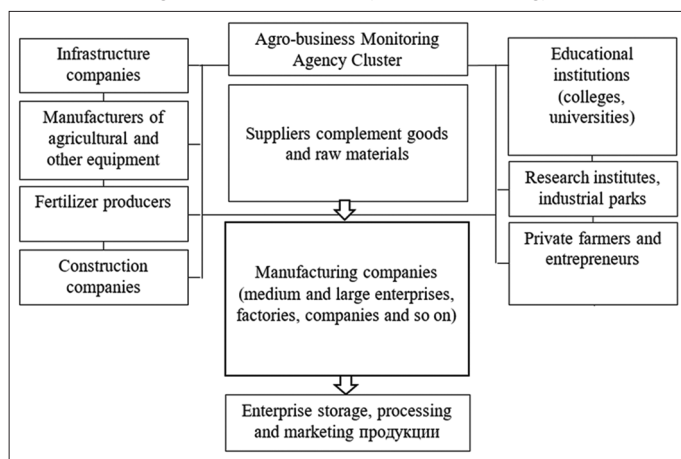 Infrastructure
companies
Manufacturers of
agricultural and
other equipment
Fertilizer producers
Construction
companies
Agro-business Monitoring
Agency Cluster
Suppliers complement goods
and raw materials
Manufacturing companies
(medium and large enterprises,
factories, companies and so on)
Enterprise storage, processing
and marketing продукции
Educational
institutions
(colleges,
universities)
Research institutes,
industrial parks
Private farmers and
entrepreneurs